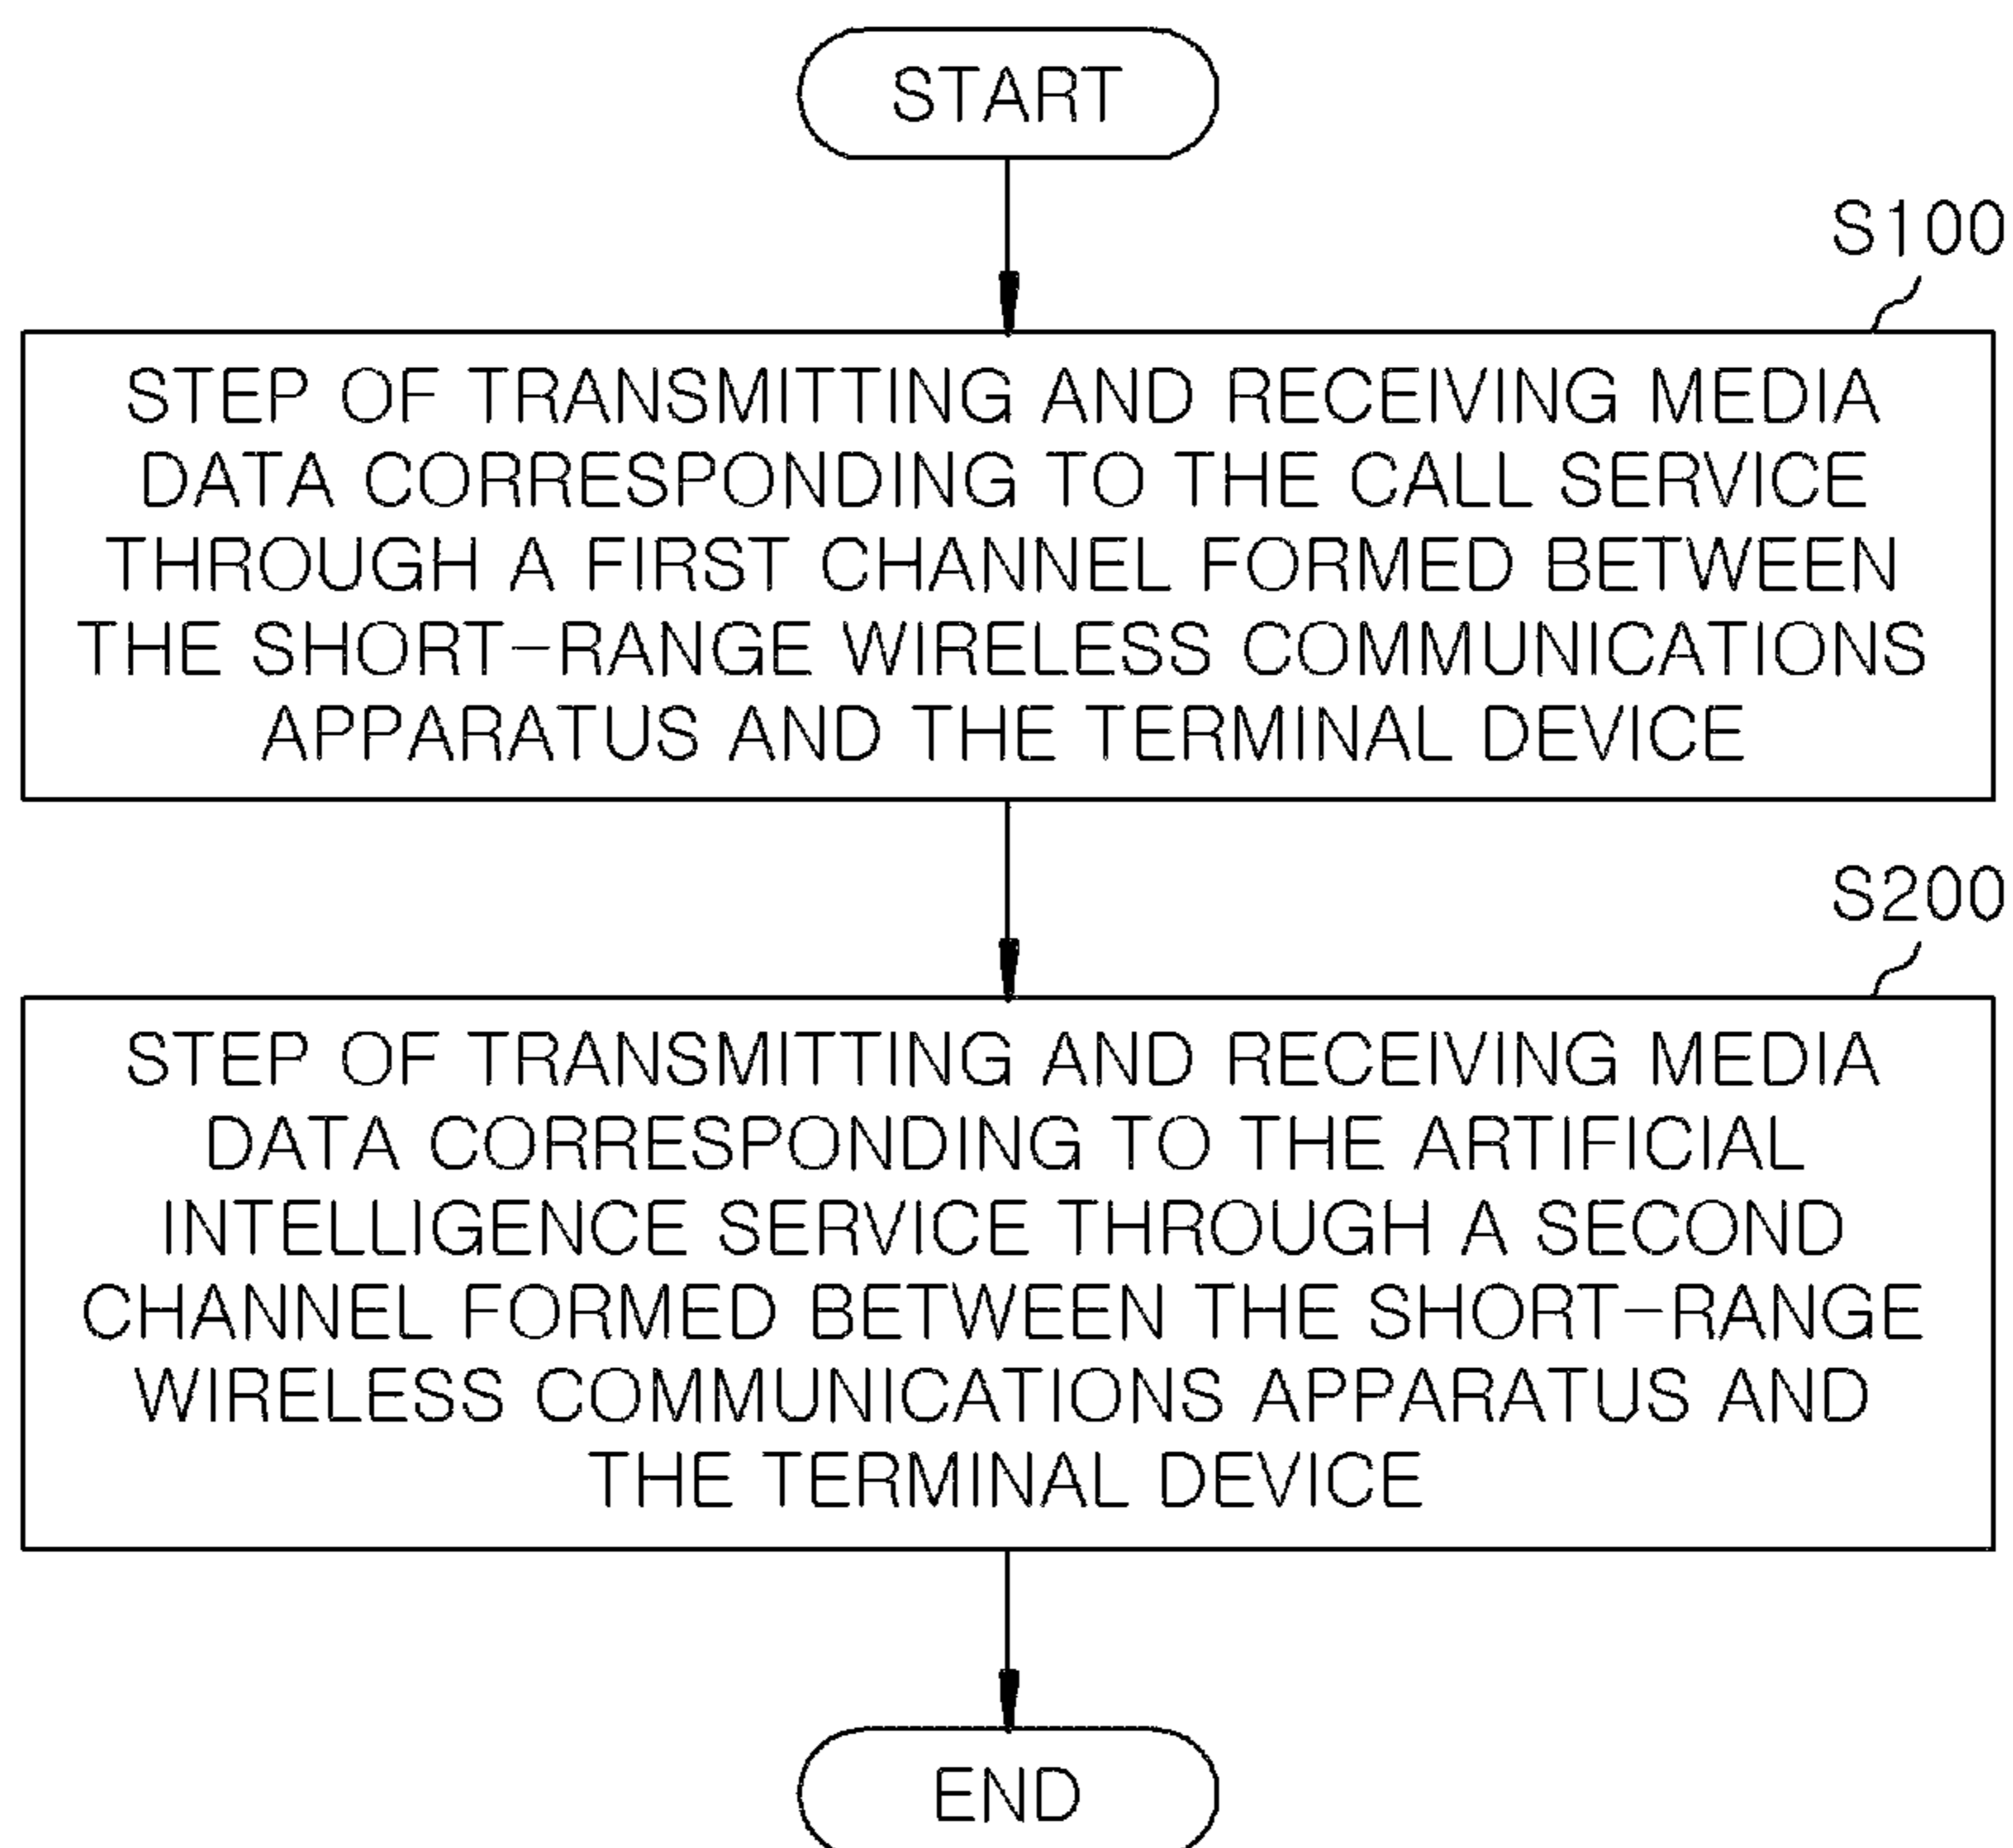 START
S100
STEP OF TRANSMITTING AND RECEIVING MEDIA
DATA CORRESPONDING TO THE CALL SERVICE
THROUGH A FIRST CHANNEL FORMED BETWEEN
THE SHORT-RANGE WIRELESS COMMUNICATIONS
APPARATUS AND THE TERMINAL DEVICE
S200
STEP OF TRANSMITTING AND RECEIVING MEDIA
DATA CORRESPONDING TO THE ARTIFICIAL
INTELLIGENCE SERVICE THROUGH A SECOND
CHANNEL FORMED BETWEEN THE SHORT-RANGE
WIRELESS COMMUNICATIONS APPARATUS AND
THE TERMINAL DEVICE
END